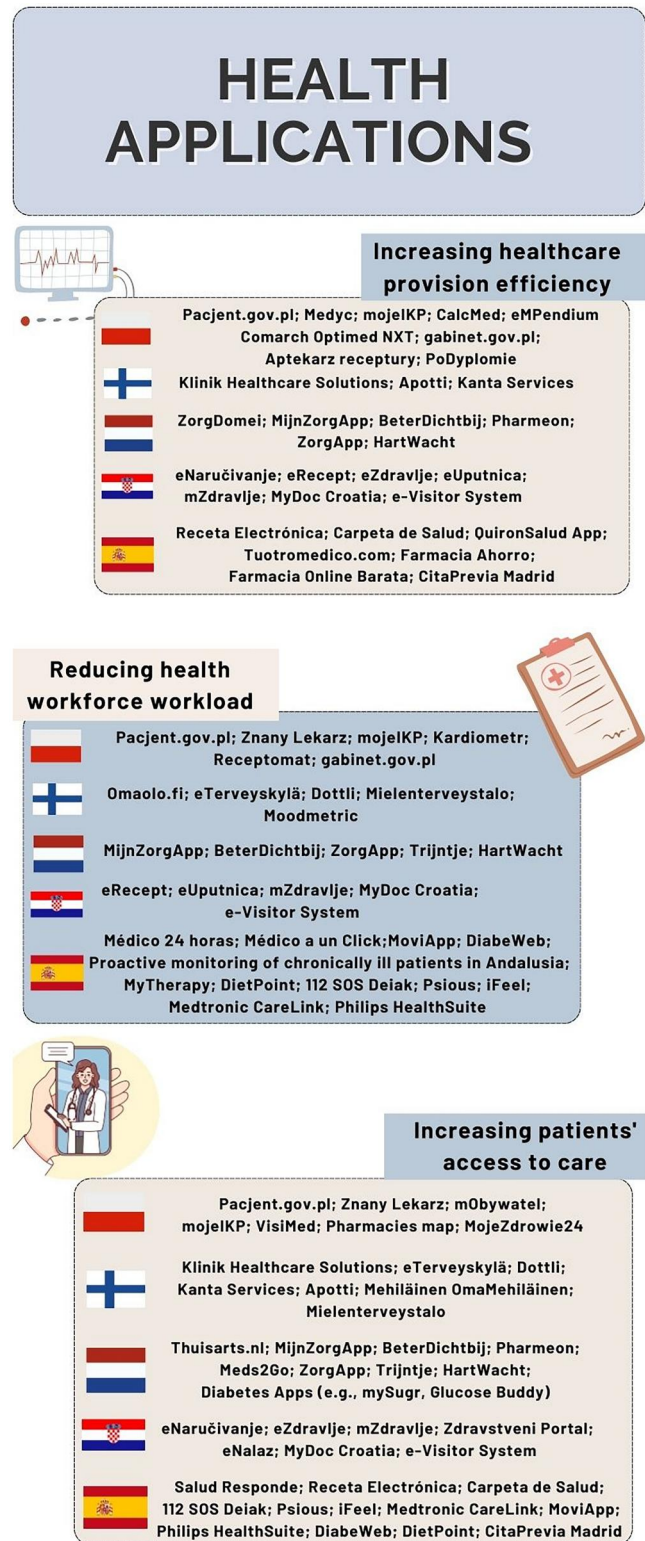 HEALTH
APPLICATIONS
Increasing healthcare
provision efficiency
Pacjent.gov.pl; Medyc; mojeIKP; CalcMed; eMPendium
Comarch Optimed NXT; gabinet.gov.pl;
Aptekarz receptury; PoDyplomie
Klinik Healthcare Solutions; Apotti; Kanta Services
ZorgDomei; MijnZorgApp; BeterDichtbij; Pharmeon;
ZorgApp; HartWacht
eNaručivanje; eRecept; eZdravlje; eUputnica;
mZdravlje; MyDoc Croatia; e-Visitor System
Receta Electrónica; Carpeta de Salud; QuironSalud App;
Tuotromedico.com; Farmacia Ahorro;
Farmacia Online Barata; CitaPrevia Madrid
Reducing health
workforce workload
Pacjent.gov.pl; Znany Lekarz; mojeIKP; Kardiometr;
Receptomat; gabinet.gov.pl
Omaolo.fi; eTerveyskylä; Dottli; Mielenterveystalo;
Moodmetric
MijnZorgApp; BeterDichtbij; ZorgApp; Trijntje; HartWacht
eRecept; eUputnica; mZdravlje; MyDoc Croatia;
e-Visitor System
Médico 24 horas; Médico a un Click;MoviApp; DiabeWeb;
Proactive monitoring of chronically ill patients in Andalusia;
MyTherapy; DietPoint; 112 SOS Deiak; Psious; iFeel;
Medtronic CareLink; Philips HealthSuite
Increasing patients'
access to care
Pacjent.gov.pl; Znany Lekarz; mObywatel;
mojeIKP; VisiMed; Pharmacies map; MojeZdrowie24
Klinik Healthcare Solutions; eTerveyskylä; Dottli;
Kanta Services; Apotti; Mehiläinen OmaMehiläinen;
Mielenterveystalo
Thuisarts.nl; MijnZorgApp; BeterDichtbij; Pharmeon;
Meds2Go; ZorgApp; Trijntje; HartWacht;
Diabetes Apps (e.g., mySugr, Glucose Buddy)
eNaručivanje; eZdravlje; mZdravlje; Zdravstveni Portal;
eNalaz; MyDoc Croatia; e-Visitor System
Salud Responde; Receta Electrónica; Carpeta de Salud;
112 SOS Deiak; Psious; iFeel; Medtronic CareLink; MoviApp;
Philips HealthSuite; DiabeWeb; DietPoint; CitaPrevia Madrid